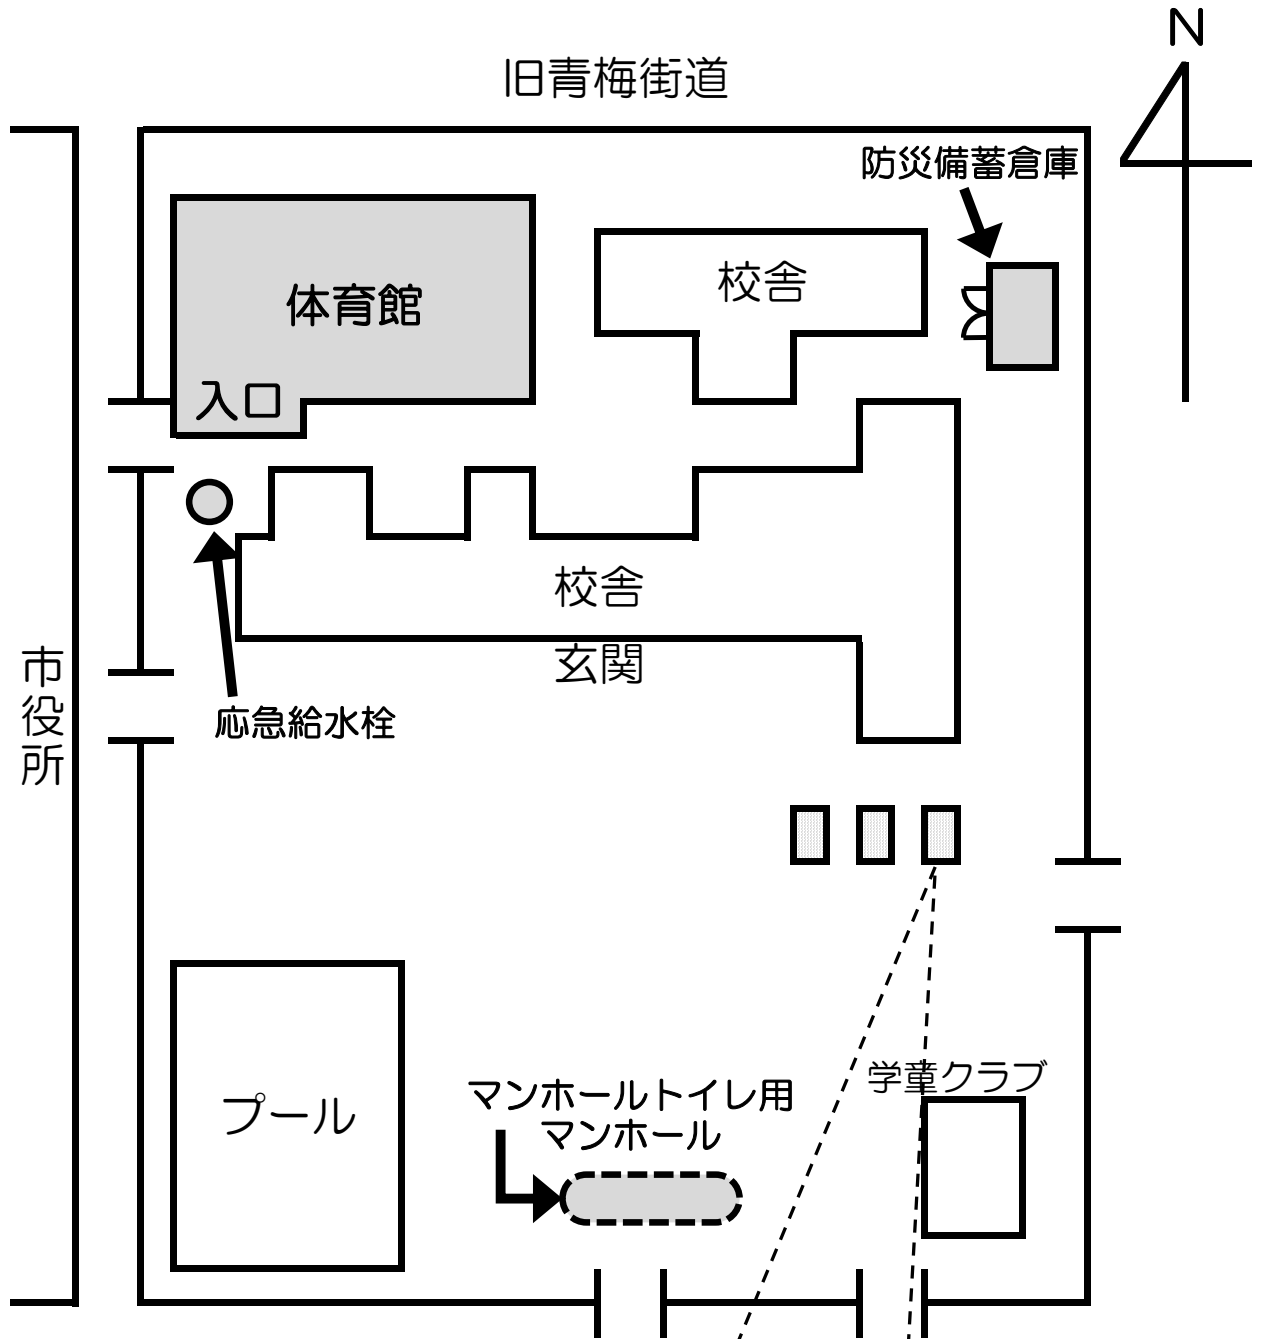 N
旧青梅街道
防災備蓄倉庫
校舎
体育館
入口
校舎
玄関
市役所
応急給水栓
学童クラブ
マンホールトイレ用
マンホール
プール